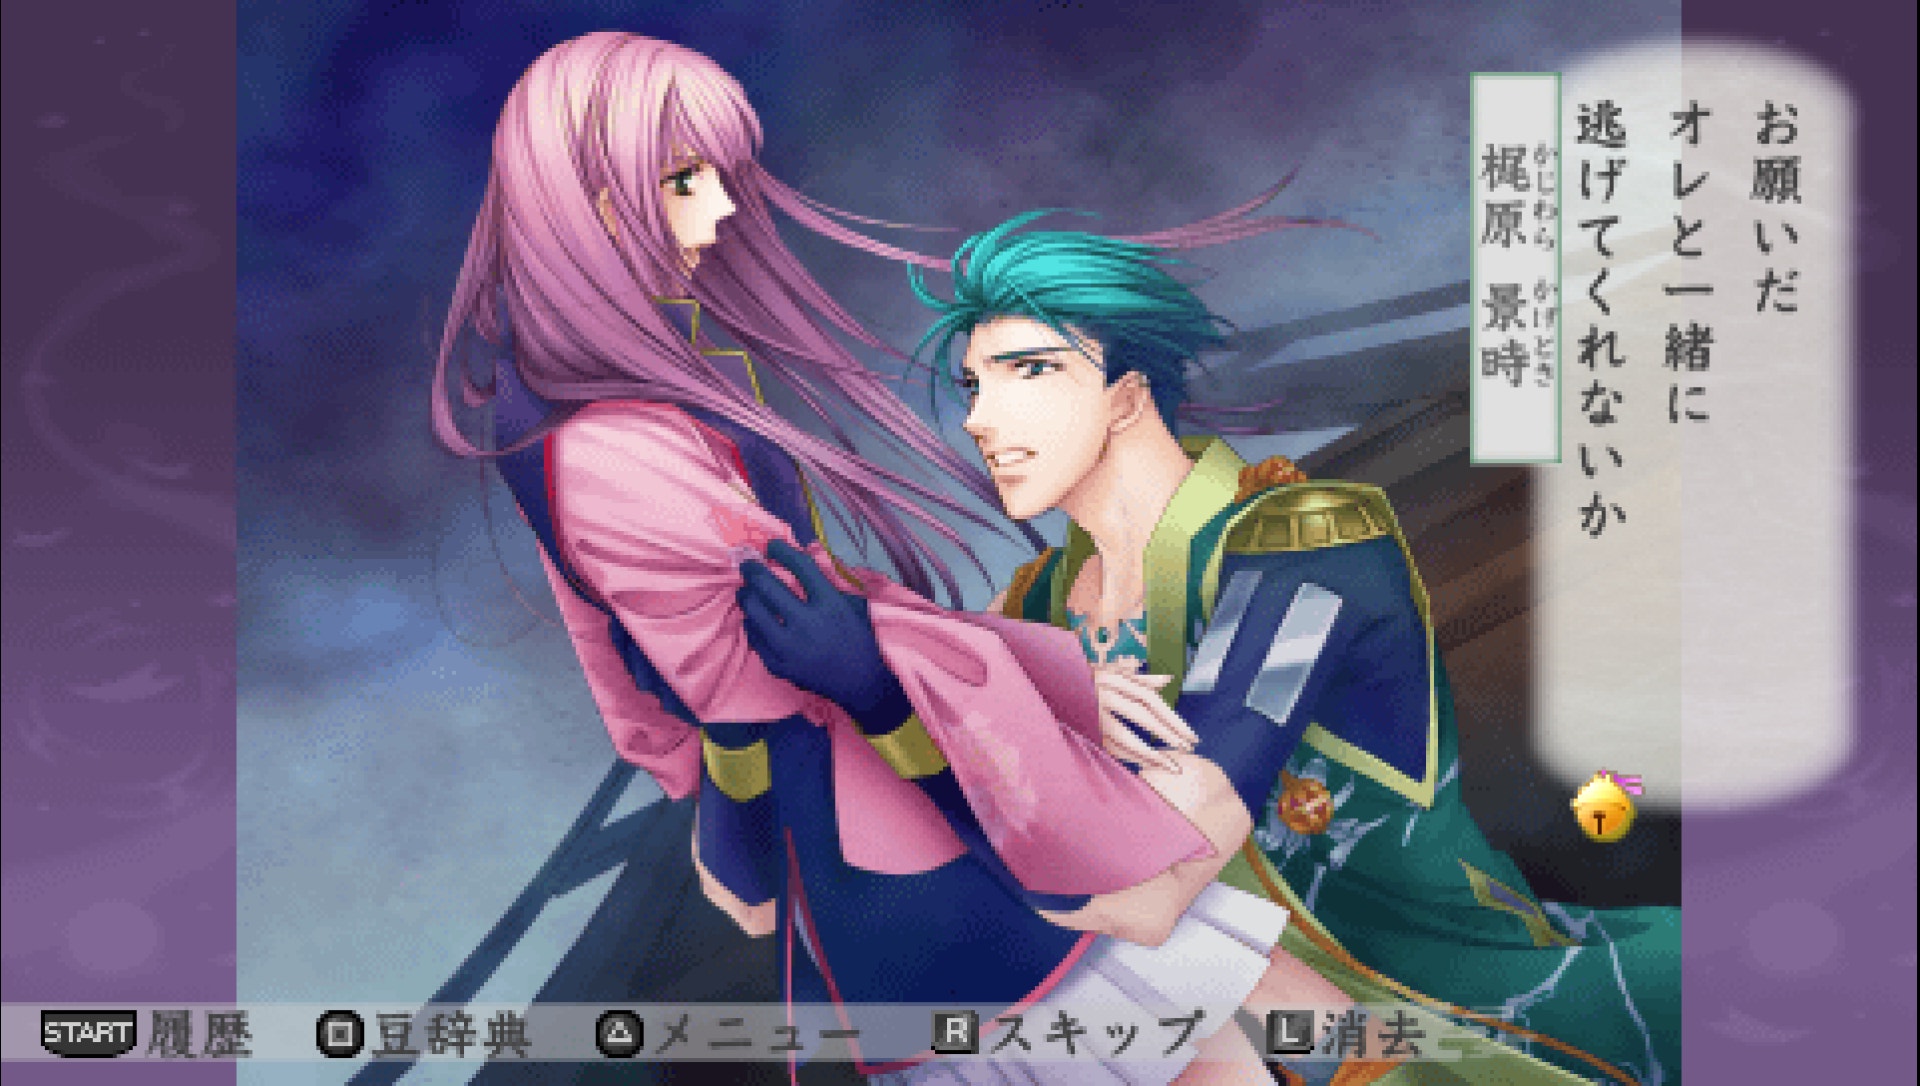 お願いだ
オレと一緒に
逃げてくれないか
かじわら かげとき
梶原 景時
START 履歴 豆辞典 メニュー R スキップ L 消去